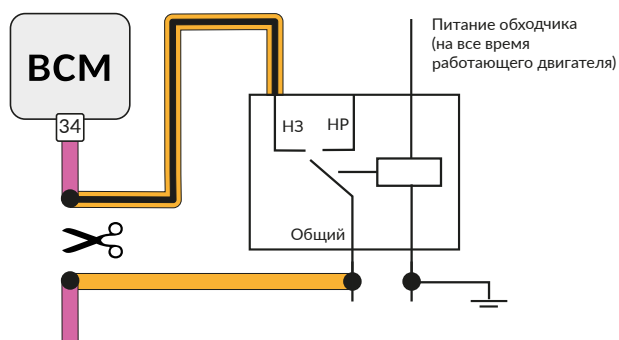 Питание обходчика
(на все время
работающего двигателя)
BCM
34
НЗ
НР
Общий